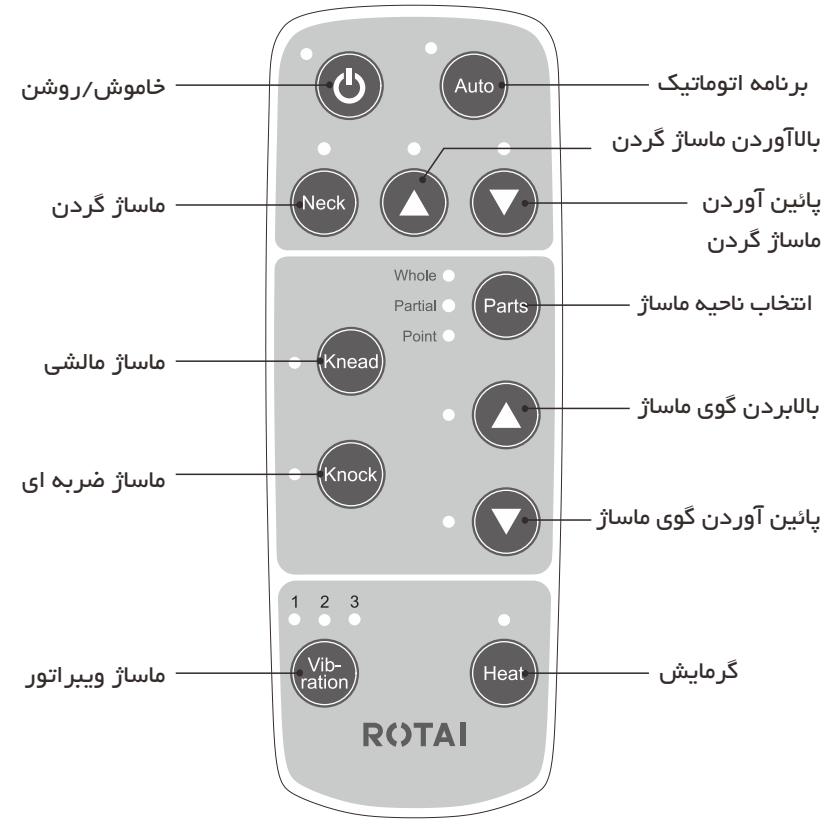 خاموش/روشن
Auto
برنامه اتوماتیک
بالاآوردن ماساژ گردن
ماساژ گردن
Neck
پائین آوردن
ماساژ گردن
Whole
Partial
Point
Parts
انتخاب ناحیه ماساژ
ماساژ مالشی
Knead
بالابردن گوی ماساژ
ماساژ ضربه ای
Knock
پائین آوردن گوی ماساژ
1 2 3
ماساژ ویبراتور
Vib-
ration
Heat
گرمایش
ROTAI